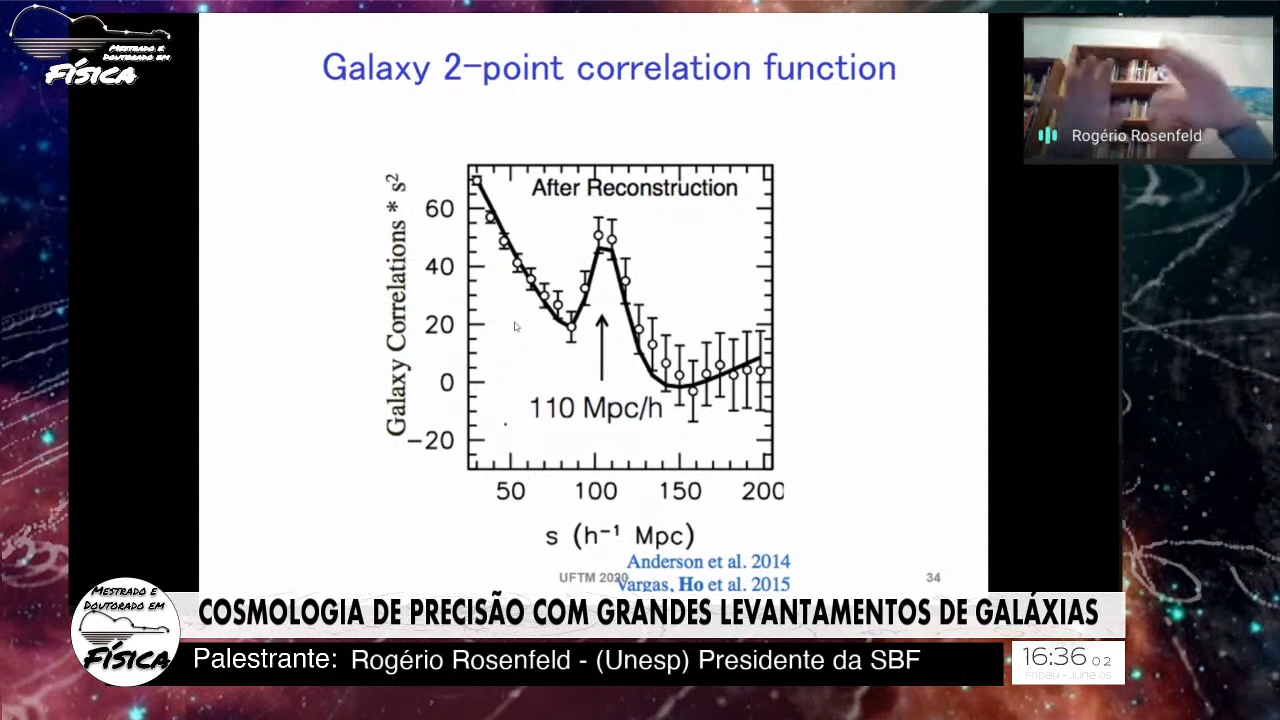 MESTRADO E
DOUTORADO EM
FÍSICA
Galaxy 2-point correlation function
Rogério Rosenfeld
After Reconstruction
Galaxy Correlations * s²
60
40
20
0
-20
110 Mpc/h
50 100 150 200
s (h⁻¹ Mpc)
Anderson et al. 2014
UFTM 2020
Vargas, Ho et al. 2015
34
MESTRADO E
DOUTORADO EM
FÍSICA
COSMOLOGIA DE PRECISÃO COM GRANDES LEVANTAMENTOS DE GALÁXIAS
Palestrante: Rogério Rosenfeld - (Unesp) Presidente da SBF
16:36 02
FRIDAY - JUNE 05